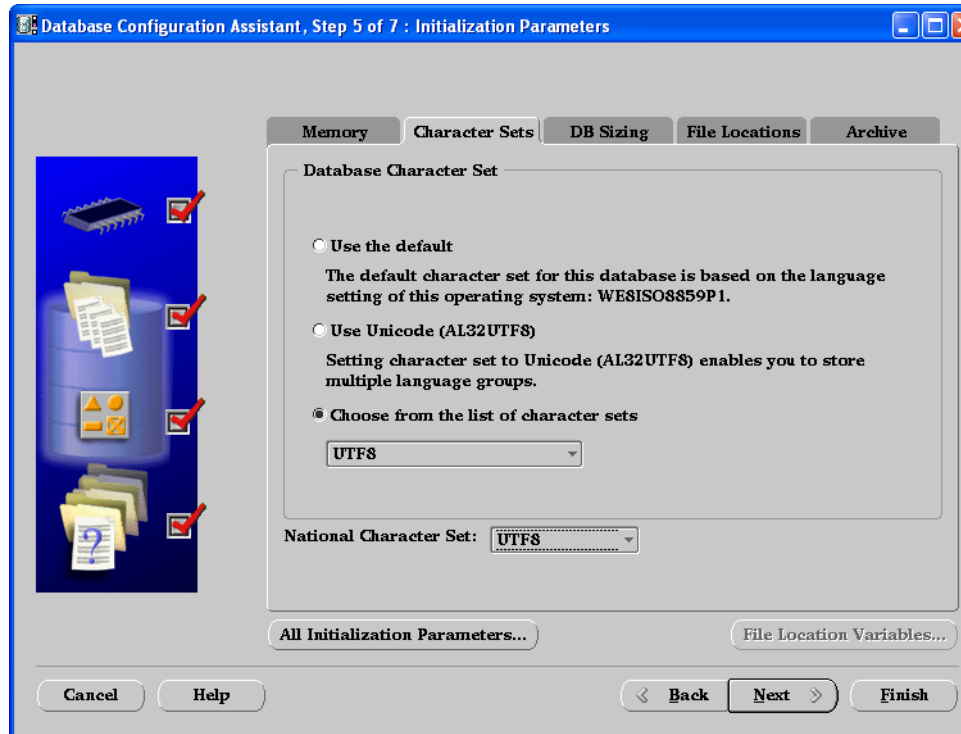 Database Configuration Assistant, Step 5 of 7 : Initialization Parameters
Memory
Character Sets
DB Sizing
File Locations
Archive
Database Character Set
Use the default
The default character set for this database is based on the language
setting of this operating system: WE8ISO8859P1.
Use Unicode (AL32UTF8)
Setting character set to Unicode (AL32UTF8) enables you to store
multiple language groups.
Choose from the list of character sets
UTF8
National Character Set:
UTF8
All Initialization Parameters...
File Location Variables...
Cancel
Help
Back
Next
Finish